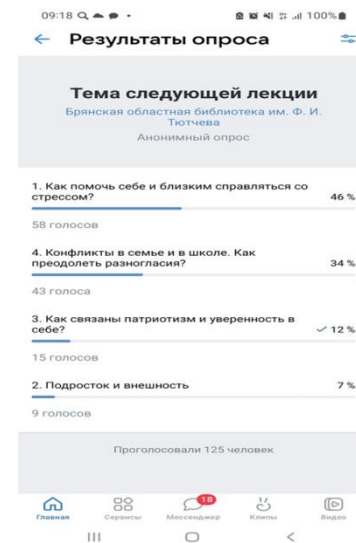 09:18
100%
Результаты опроса
Тема следующей лекции
Брянская областная библиотека им. Ф. И.
Тютчева
Анонимный опрос
1. Как помочь себе и близким справляться со
стрессом?
46 %
58 голосов
4. Конфликты в семье и в школе. Как
преодолеть разногласия?
34 %
43 голоса
3. Как связаны патриотизм и уверенность в
себе?
12 %
15 голосов
2. Подросток и внешность
7 %
9 голосов
Проголосовали 125 человек
18
Главная Сервисы Мессенджер Клипы Видео